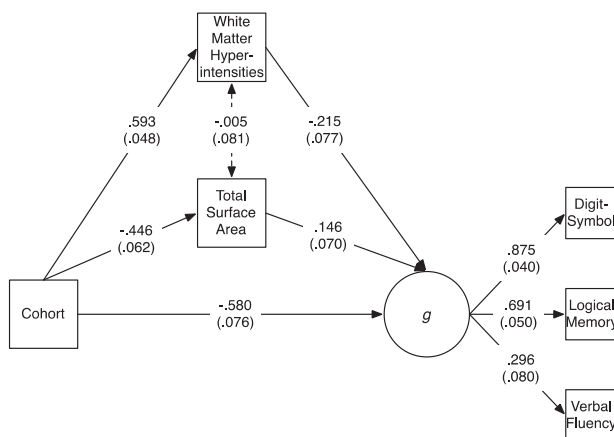 White
Matter
Hyper-
intensities
.593
(.048)
-.005
(.081)
-.215
(.077)
Total
Surface
Area
-.446
(.062)
.146
(.070)
Digit-
Symbol
.875
(.040)
Cohort
-.580
(.076)
g
.691
(.050)
Logical
Memory
.296
(.080)
Verbal
Fluency